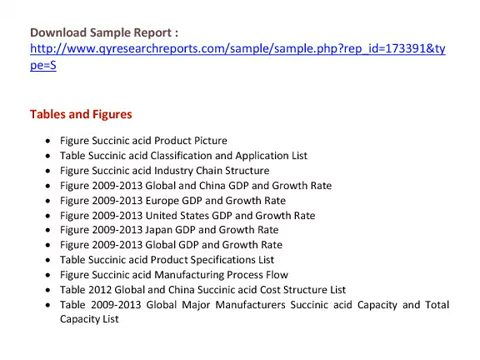 Download Sample Report :
http://www.qyresearchreports.com/sample/sample.php?rep_id=173391&ty
pe=S
Tables and Figures
• Figure Succinic acid Product Picture
• Table Succinic acid Classification and Application List
• Figure Succinic acid Industry Chain Structure
• Figure 2009-2013 Global and China GDP and Growth Rate
• Figure 2009-2013 Europe GDP and Growth Rate
• Figure 2009-2013 United States GDP and Growth Rate
• Figure 2009-2013 Japan GDP and Growth Rate
• Figure 2009-2013 Global GDP and Growth Rate
• Table Succinic acid Product Specifications List
• Figure Succinic acid Manufacturing Process Flow
• Table 2012 Global and China Succinic acid Cost Structure List
• Table 2009-2013 Global Major Manufacturers Succinic acid Capacity and Total
Capacity List